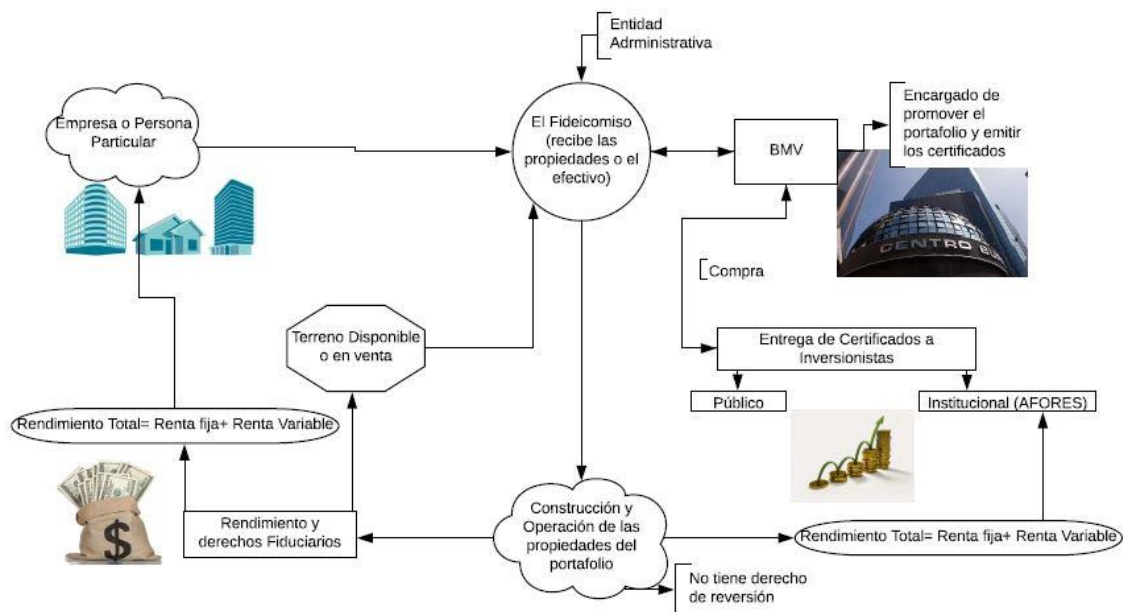 Entidad
Adrministrativa
Empresa o Persona
Particular
El Fideicomiso
(recibe las
propiedades o el
efectivo)
BMV
Encargado de
promover el
portafolio y emitir
los certificados
CENTRO BU
Compra
Terreno Disponible
o en venta
Entrega de Certificados a
Inversionistas
Público
Institucional (AFORES)
Rendimiento Total= Renta fija+ Renta Variable
Rendimiento y
derechos Fiduciarios
$
Construcción y
Operación de las
propiedades del
portafolio
Rendimiento Total= Renta fija+ Renta Variable
No tiene derecho
de reversión